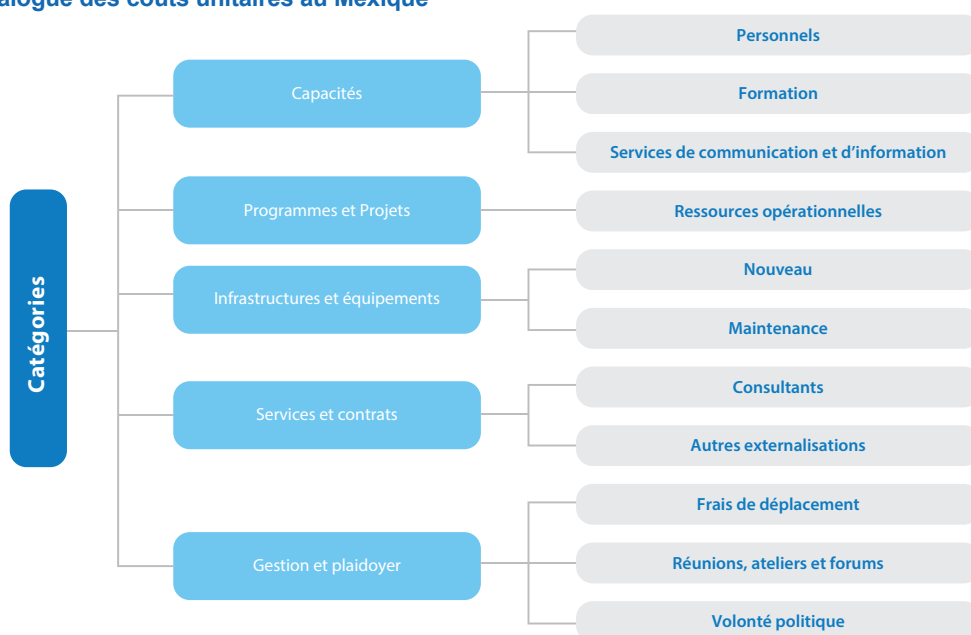 alogue des coûts unitaires au Mexique
Catégories
Capacités
Personnels
Formation
Services de communication et d’information
Programmes et Projets
Ressources opérationnelles
Infrastructures et équipements
Nouveau
Maintenance
Services et contrats
Consultants
Autres externalisations
Gestion et plaidoyer
Frais de déplacement
Réunions, ateliers et forums
Volonté politique